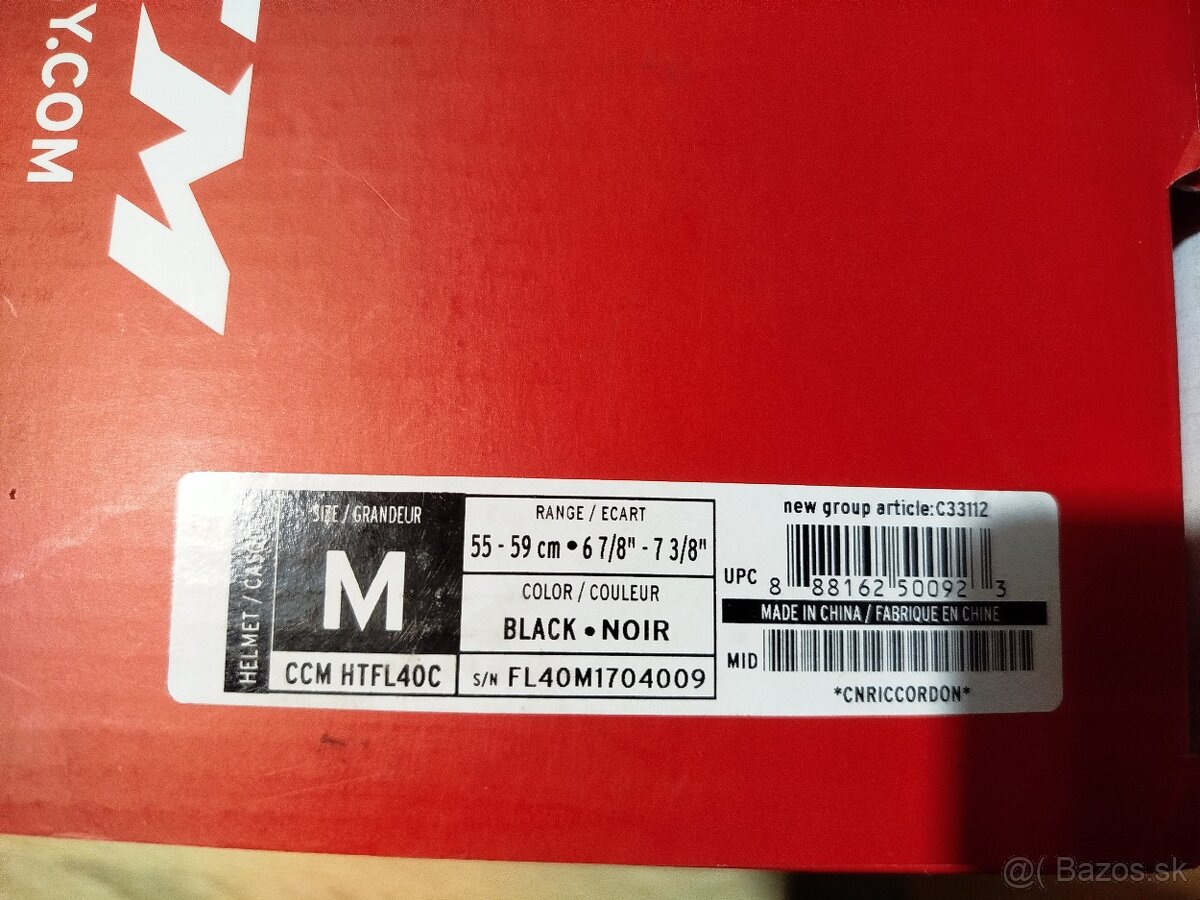 Y.COM
M
HELMET / CASQUE
SIZE / GRANDEUR
M
CCM HTFL40C
RANGE / ECART
55 - 59 cm • 6 7/8" - 7 3/8"
COLOR / COULEUR
BLACK • NOIR
S/N FL40M1704009
new group article:C33112
UPC 8 88162 50092 3
MADE IN CHINA / FABRIQUE EN CHINE
MID
*CNRICCORDON*
@( Bazos.sk